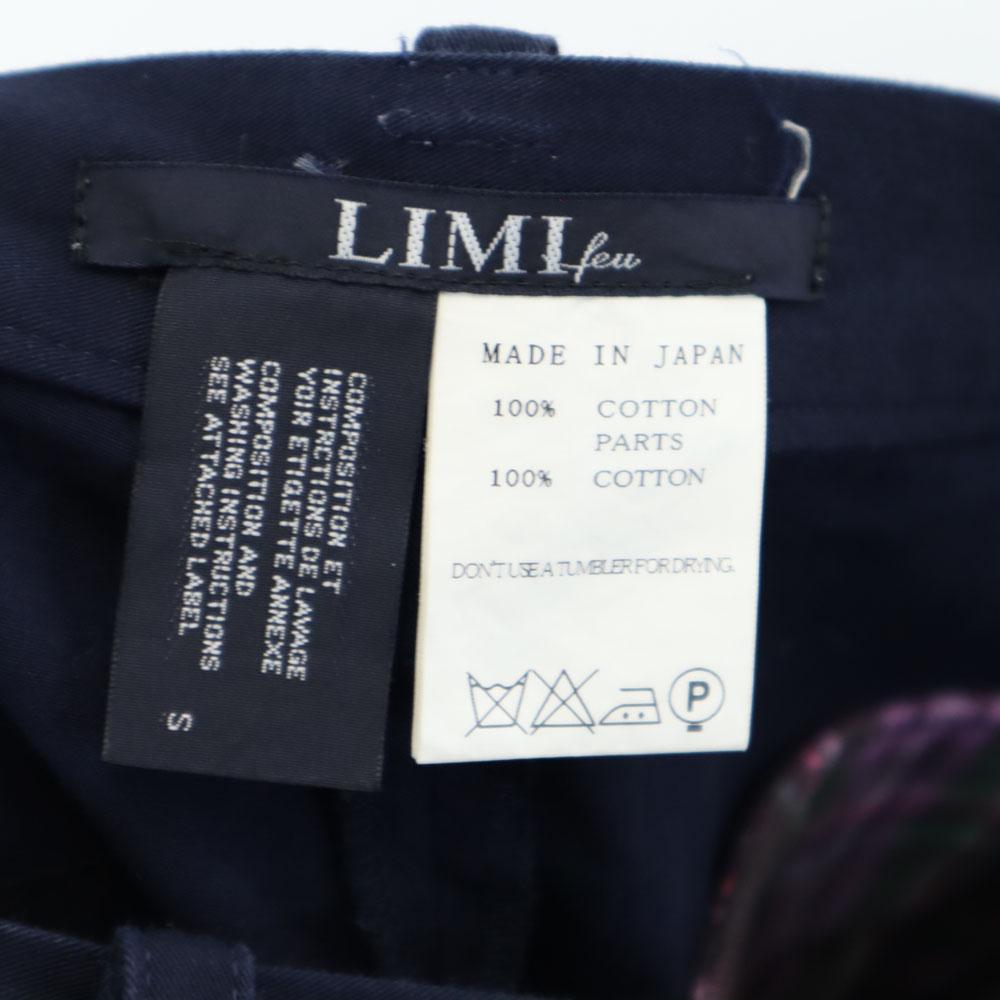 LIMI feu
COMPOSITION ET
INSTRCTIONS DE LAVAGE
VOIR ETIQETTE ANNEXE
COMPOSITION AND
WASHING INSTRUCTIONS
SEE ATTACHED LABEL
S
MADE IN JAPAN
100% COTTON
PARTS
100% COTTON
DON'T USE A TUMBLER FOR DRYING.
P